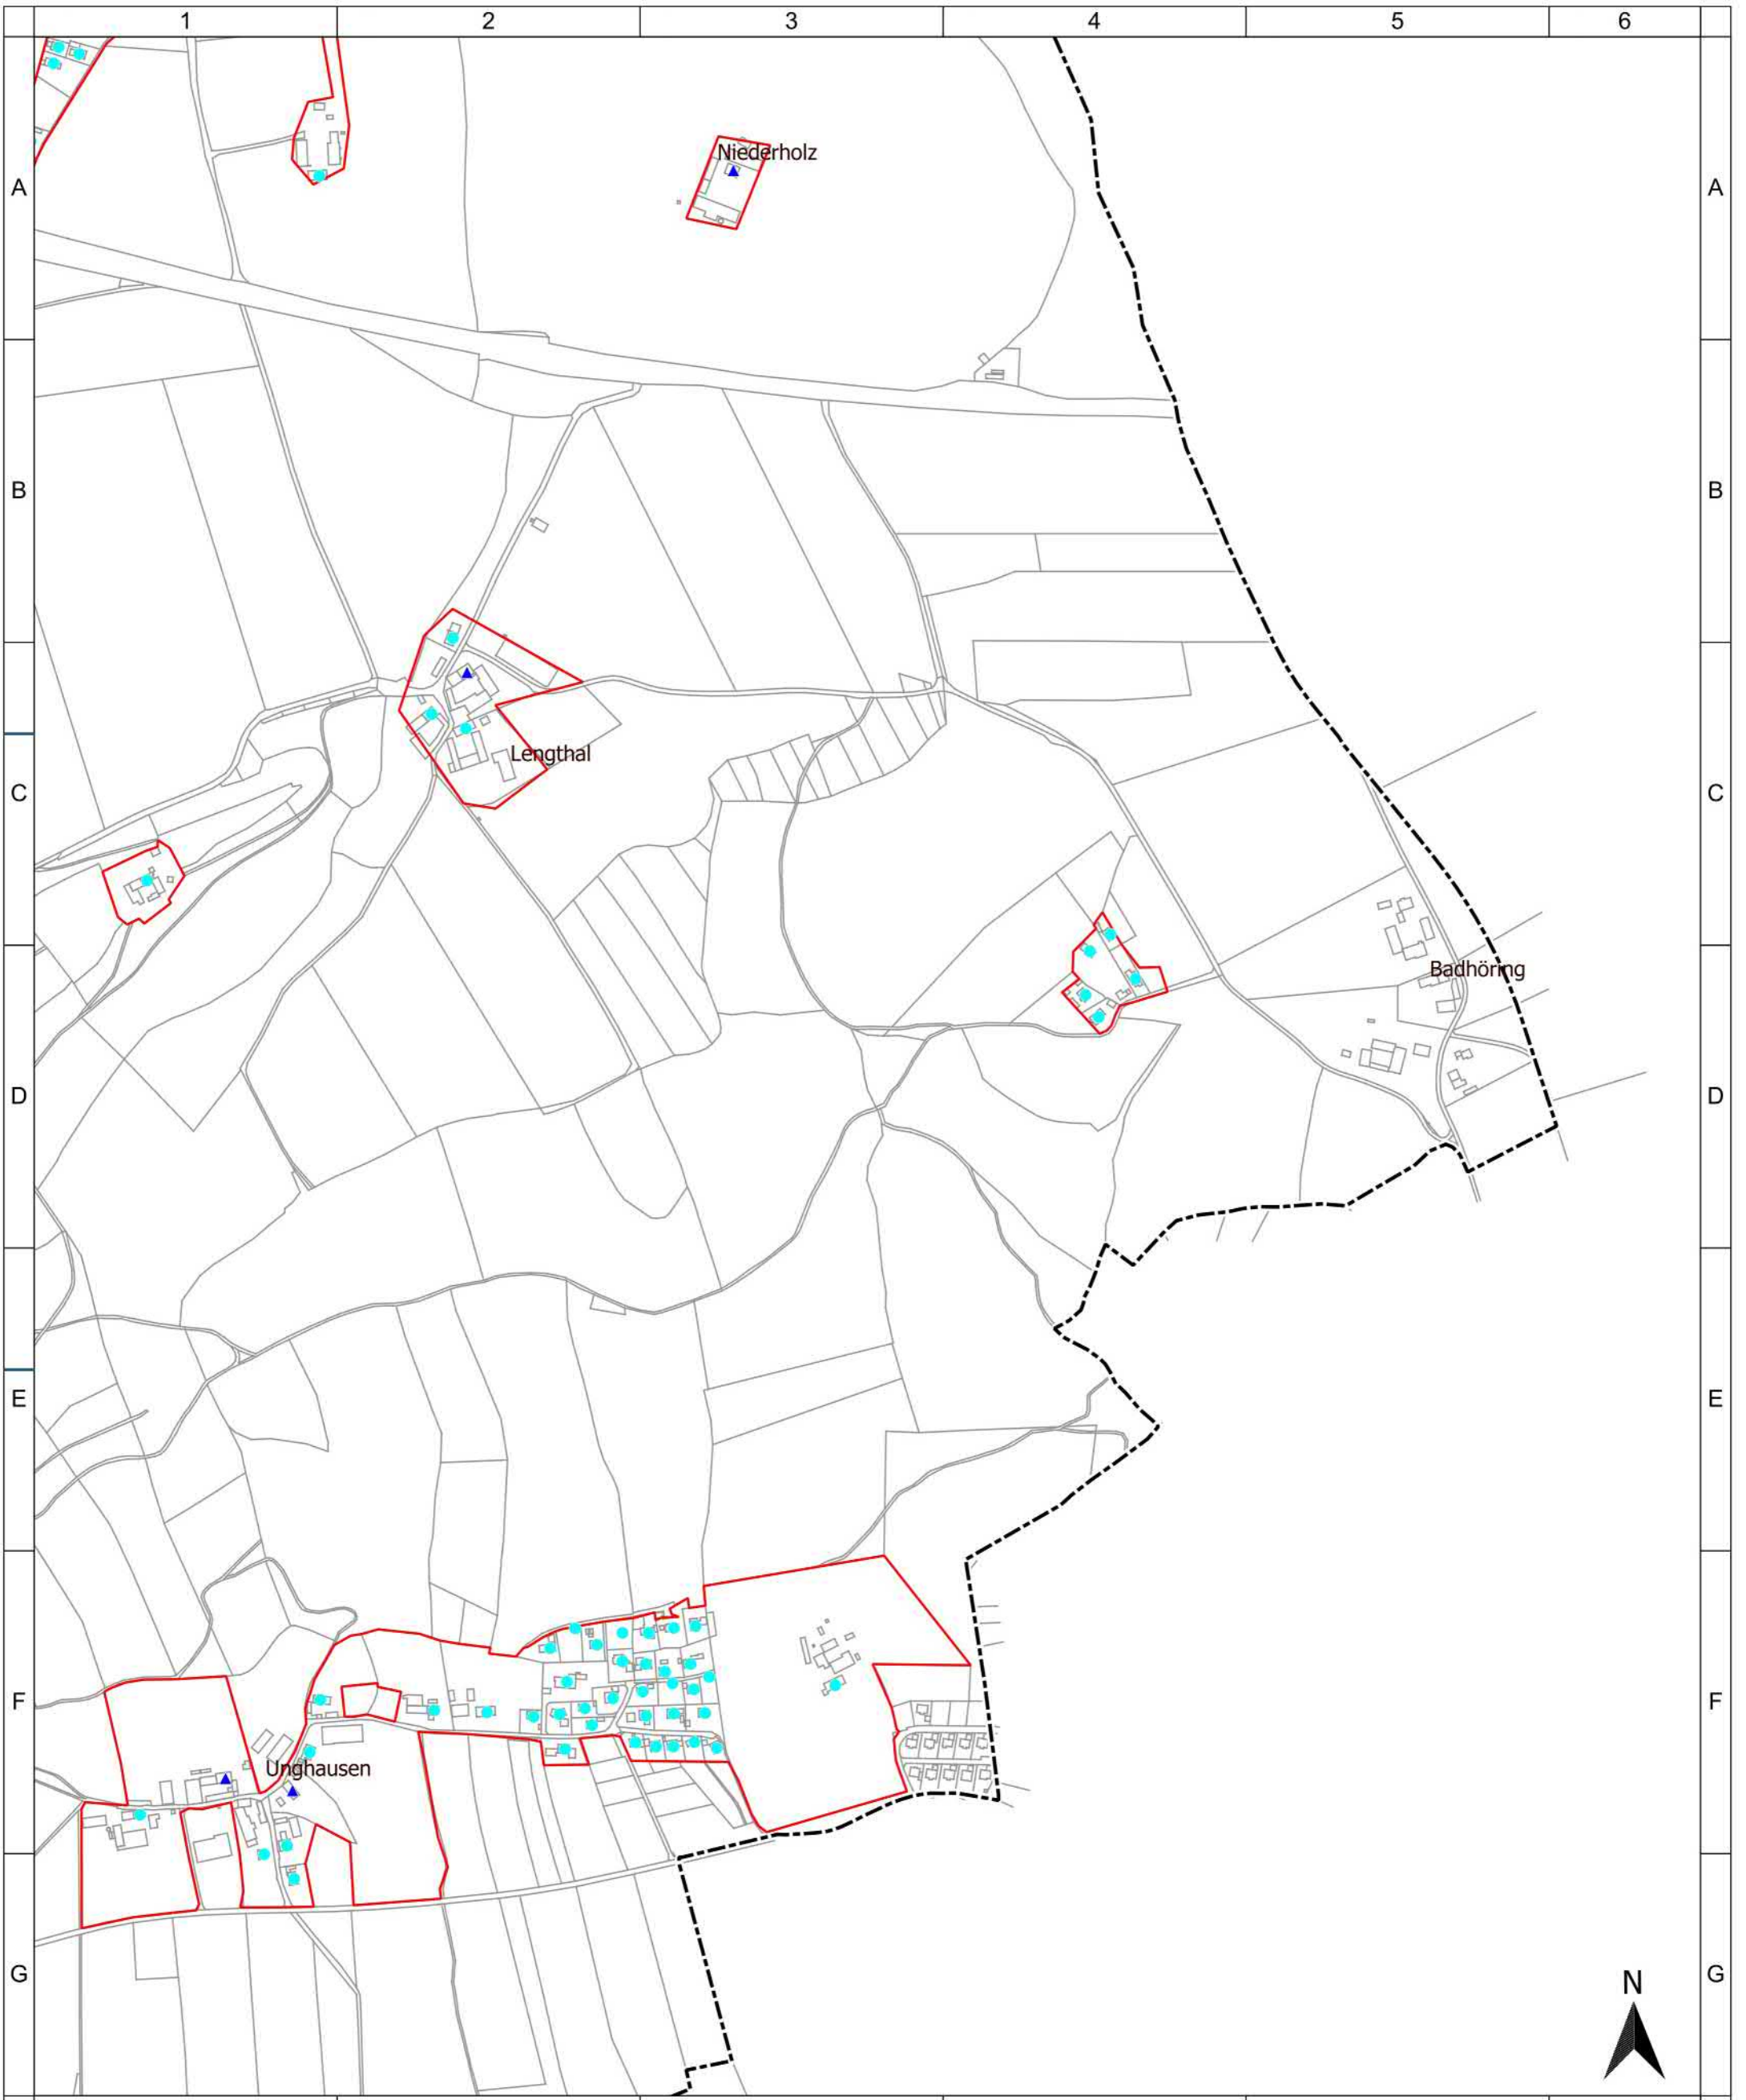 1 2 3 4 5 6
Niederholz
A A
B B
Lengthal
C C
Badhöring
D D
E E
F F
Unghausen
G G
N